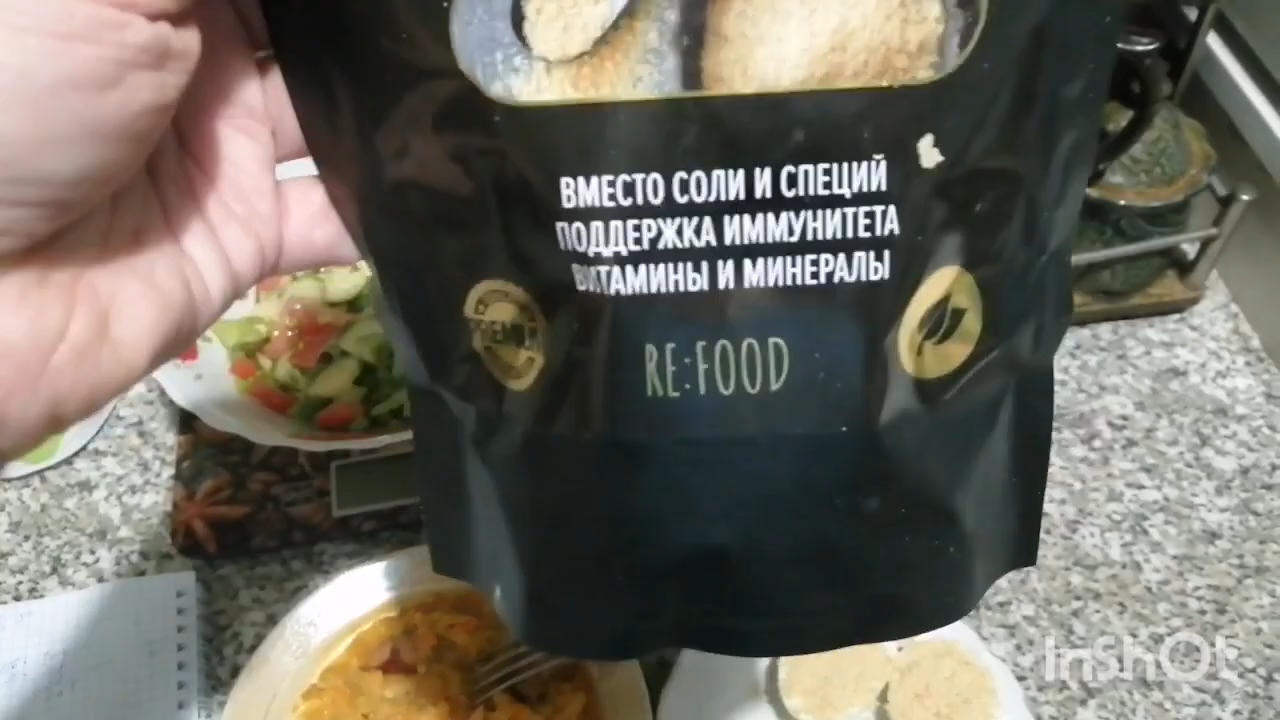 ВМЕСТО СОЛИ И СПЕЦИЙ
ПОДДЕРЖКА ИММУНИТЕТА
ВИТАМИНЫ И МИНЕРАЛЫ
RE:FOOD
InShOt